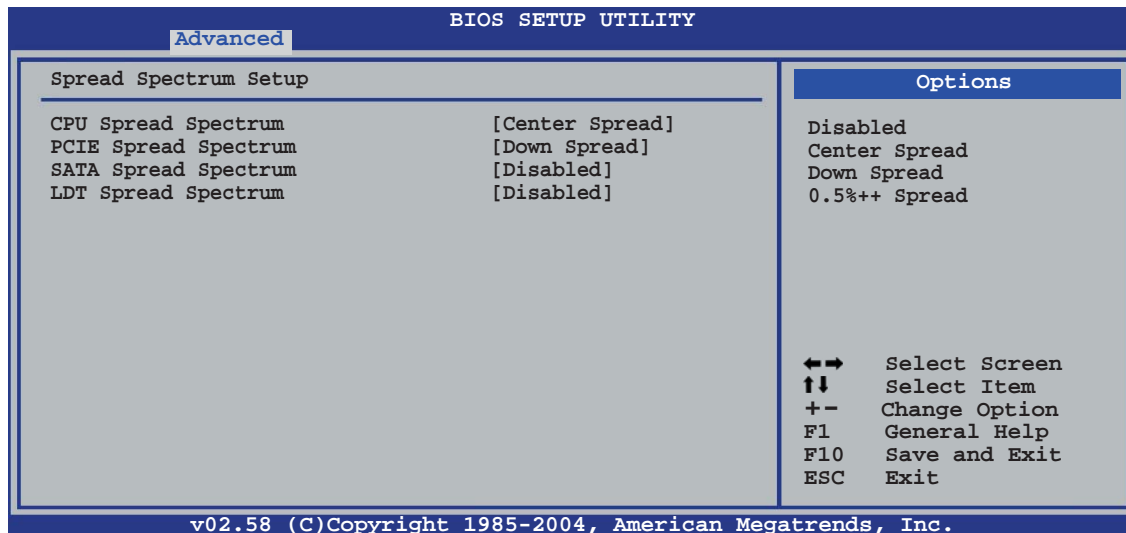 BIOS SETUP UTILITY
Advanced
Spread Spectrum Setup
CPU Spread Spectrum [Center Spread]
PCIE Spread Spectrum [Down Spread]
SATA Spread Spectrum [Disabled]
LDT Spread Spectrum [Disabled]
Options
Disabled
Center Spread
Down Spread
0.5%++ Spread
←→ Select Screen
↑↓ Select Item
+- Change Option
F1 General Help
F10 Save and Exit
ESC Exit
v02.58 (C)Copyright 1985-2004, American Megatrends, Inc.